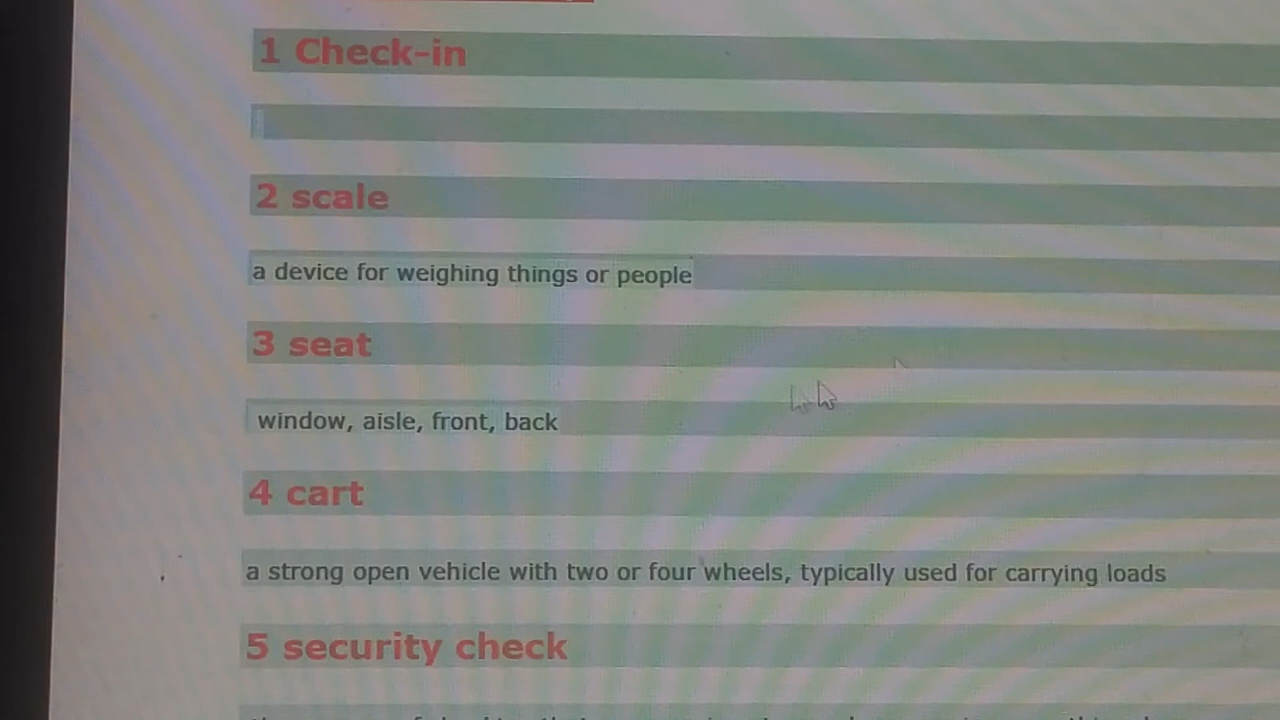 1 Check-in
2 scale
a device for weighing things or people
3 seat
window, aisle, front, back
4 cart
a strong open vehicle with two or four wheels, typically used for carrying loads
5 security check